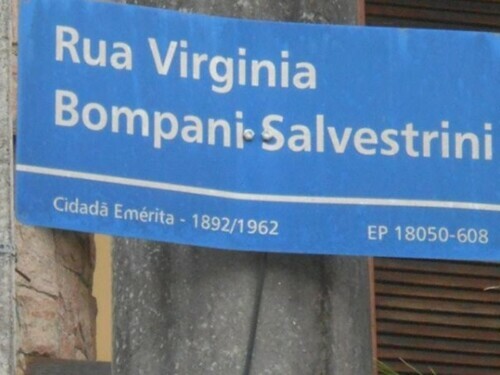 Rua Virginia
Bompani Salvestrini
Cidadã Emérita - 1892/1962 EP 18050-608